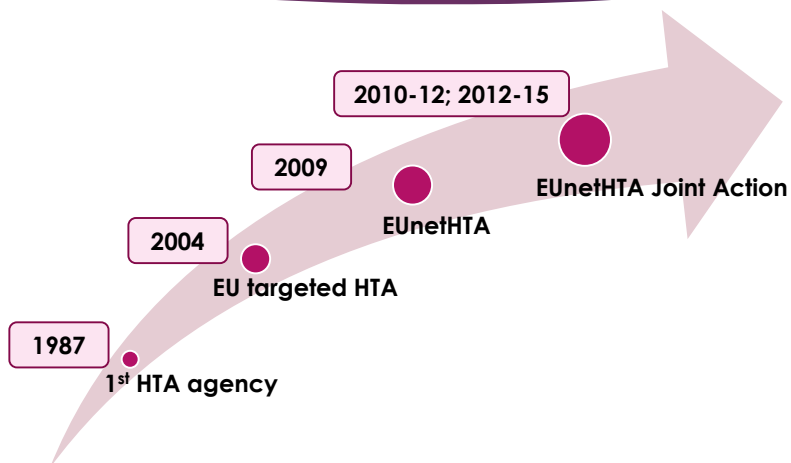 2010-12; 2012-15
EUnetHTA Joint Action
2009
EUnetHTA
2004
EU targeted HTA
1987
1st HTA agency